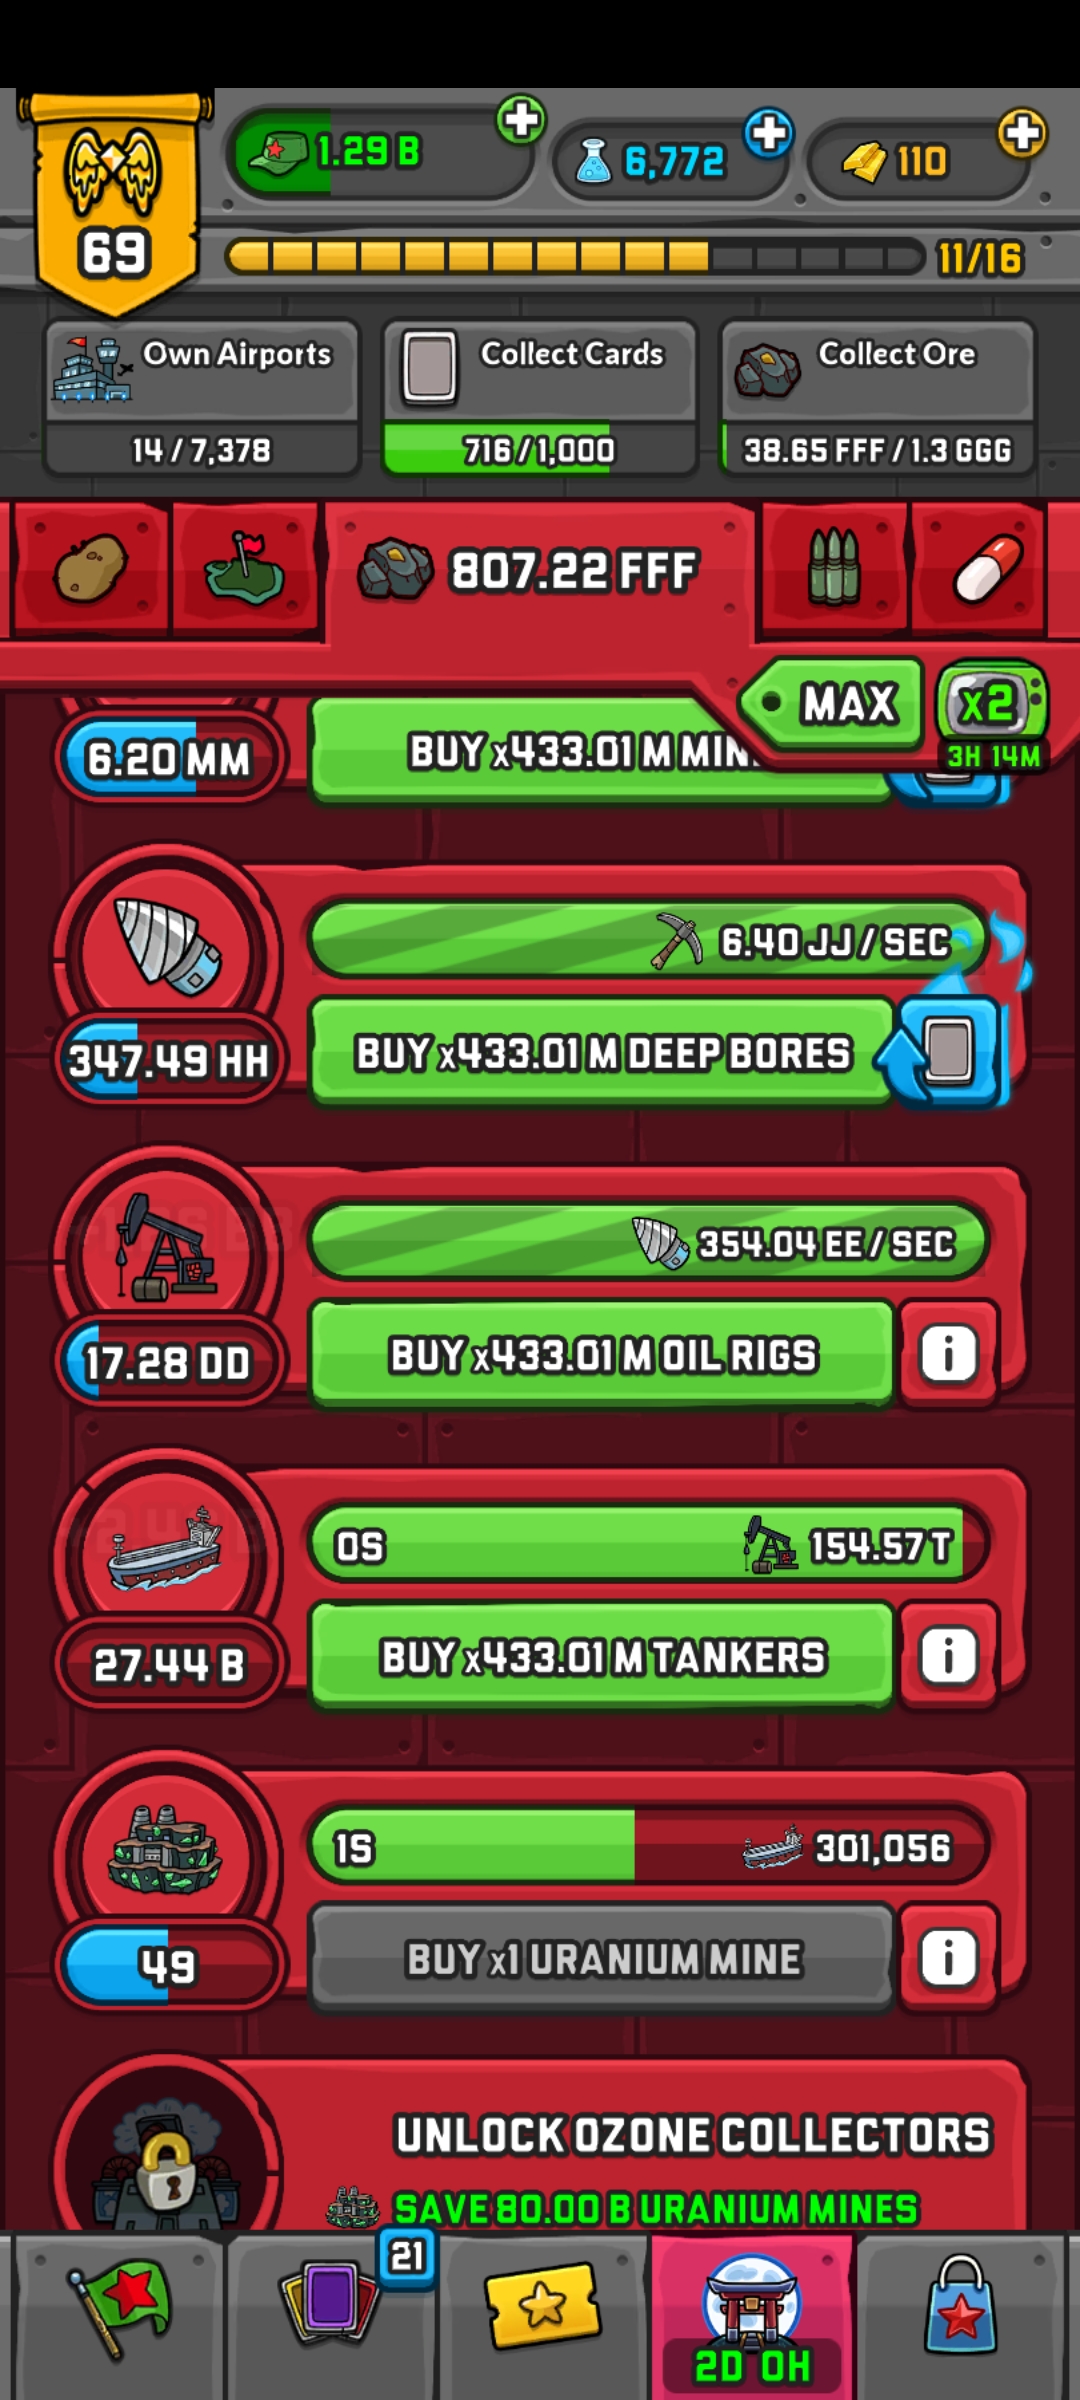 69
1.29 B
6,772
110
11/16
Own Airports
Collect Cards
Collect Ore
14 / 7,378
716 / 1,000
38.65 FFF / 1.3 GGG
807.22 FFF
MAX
x2
3H 14M
6.20 MM
BUY x433.01 M MIN
6.40 JJ / SEC
347.49 HH
BUY x433.01 M DEEP BORES
354.04 EE / SEC
17.28 DD
BUY x433.01 M OIL RIGS
i
0S
154.57 T
27.44 B
BUY x433.01 M TANKERS
i
1S
301,056
49
BUY x1 URANIUM MINE
i
UNLOCK OZONE COLLECTORS
SAVE 80.00 B URANIUM MINES
21
2D 0H